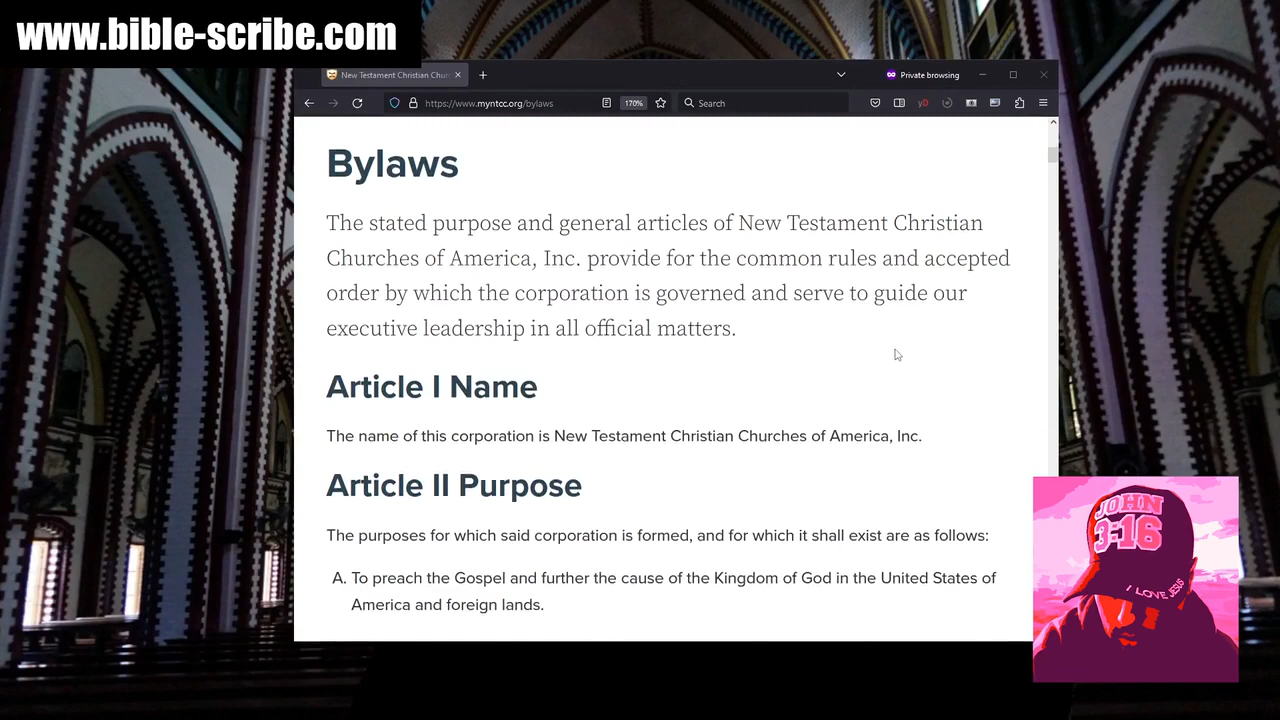 www.bible-scribe.com
New Testament Christian Chur
Private browsing
https://www.myntcc.org/bylaws
170%
Search
yD
Bylaws
The stated purpose and general articles of New Testament Christian
Churches of America, Inc. provide for the common rules and accepted
order by which the corporation is governed and serve to guide our
executive leadership in all official matters.
Article I Name
The name of this corporation is New Testament Christian Churches of America, Inc.
Article II Purpose
The purposes for which said corporation is formed, and for which it shall exist are as follows:
A. To preach the Gospel and further the cause of the Kingdom of God in the United States of
America and foreign lands.
JOHN
3:16
I LOVE JESUS